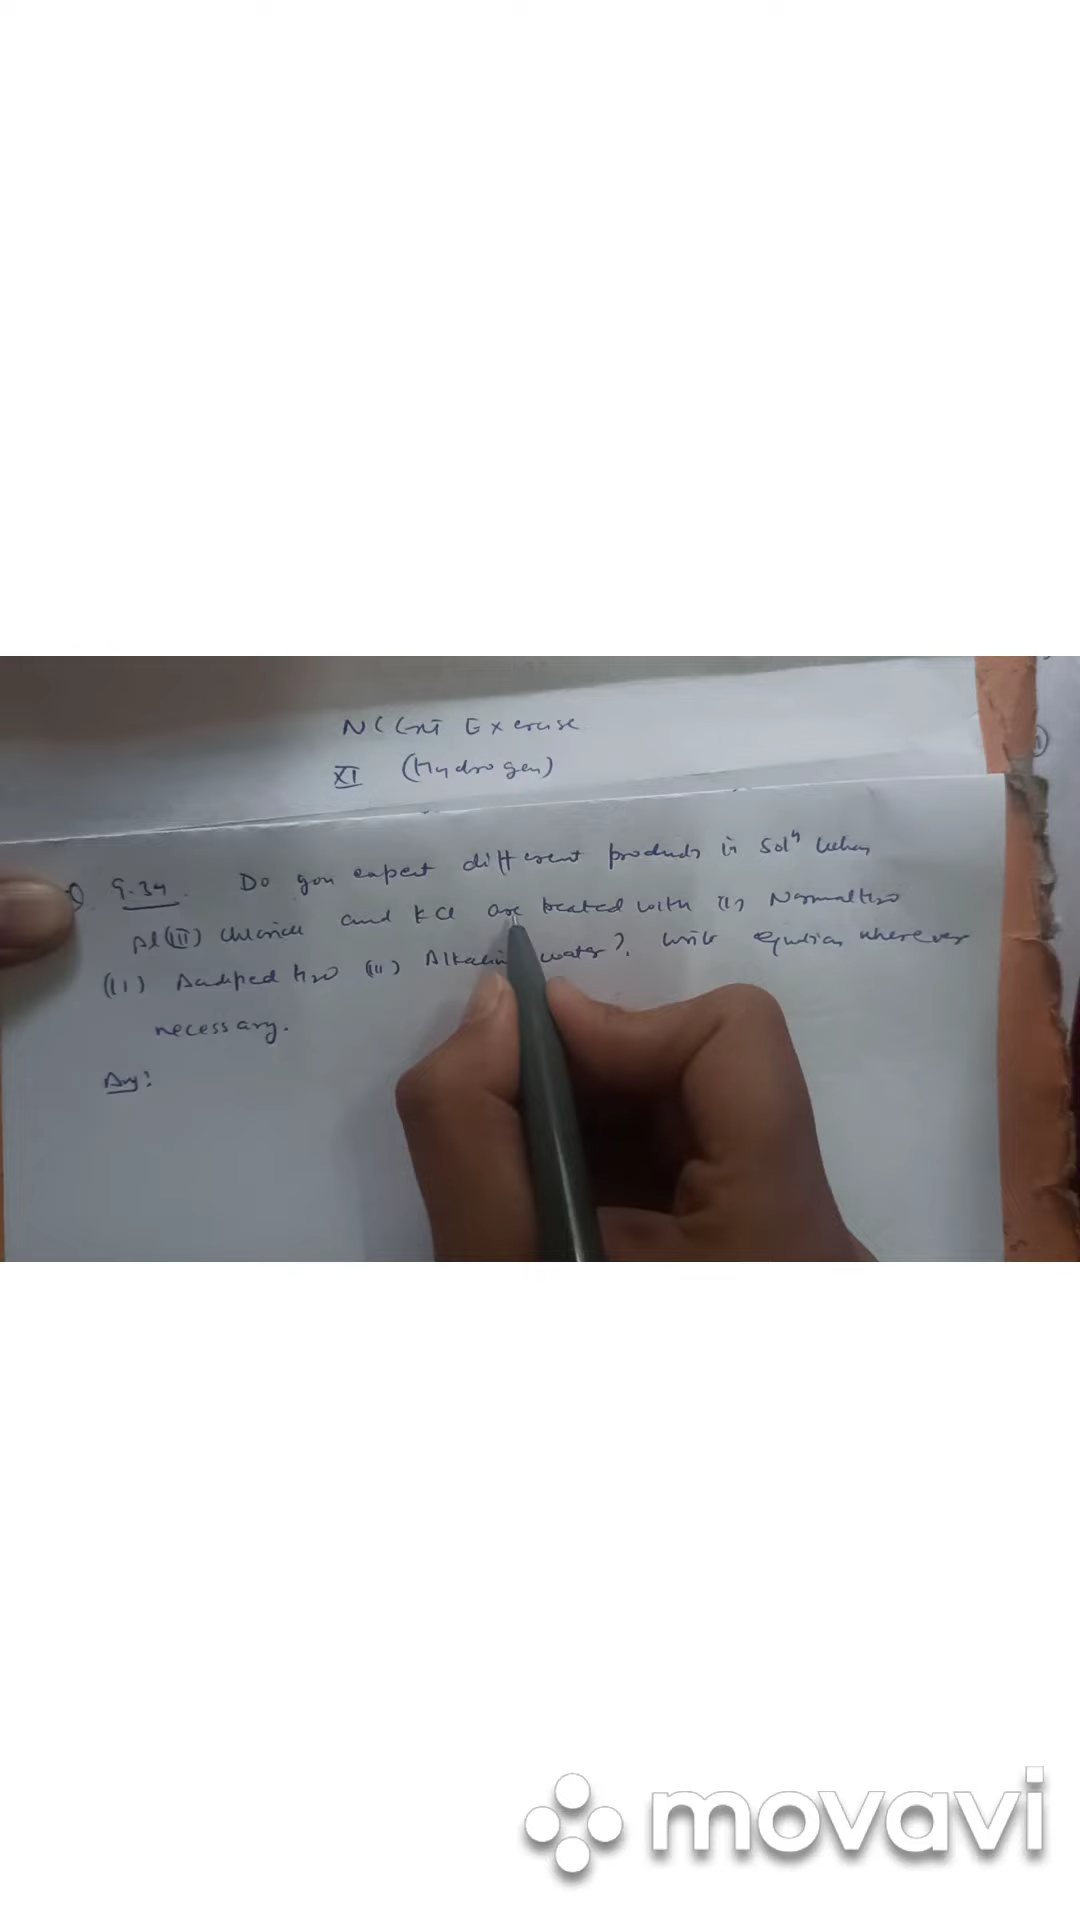 NCERT Exercise
XI (Hydrogen)
Q 9.34. Do you expect different products in Solⁿ when
Al(III) Chloride and KCl are treated with (i) Normal H2O
(ii) Acidified H2O (iii) Alkaline water?. Write equation wherever
necessary.
Ans:
movavi